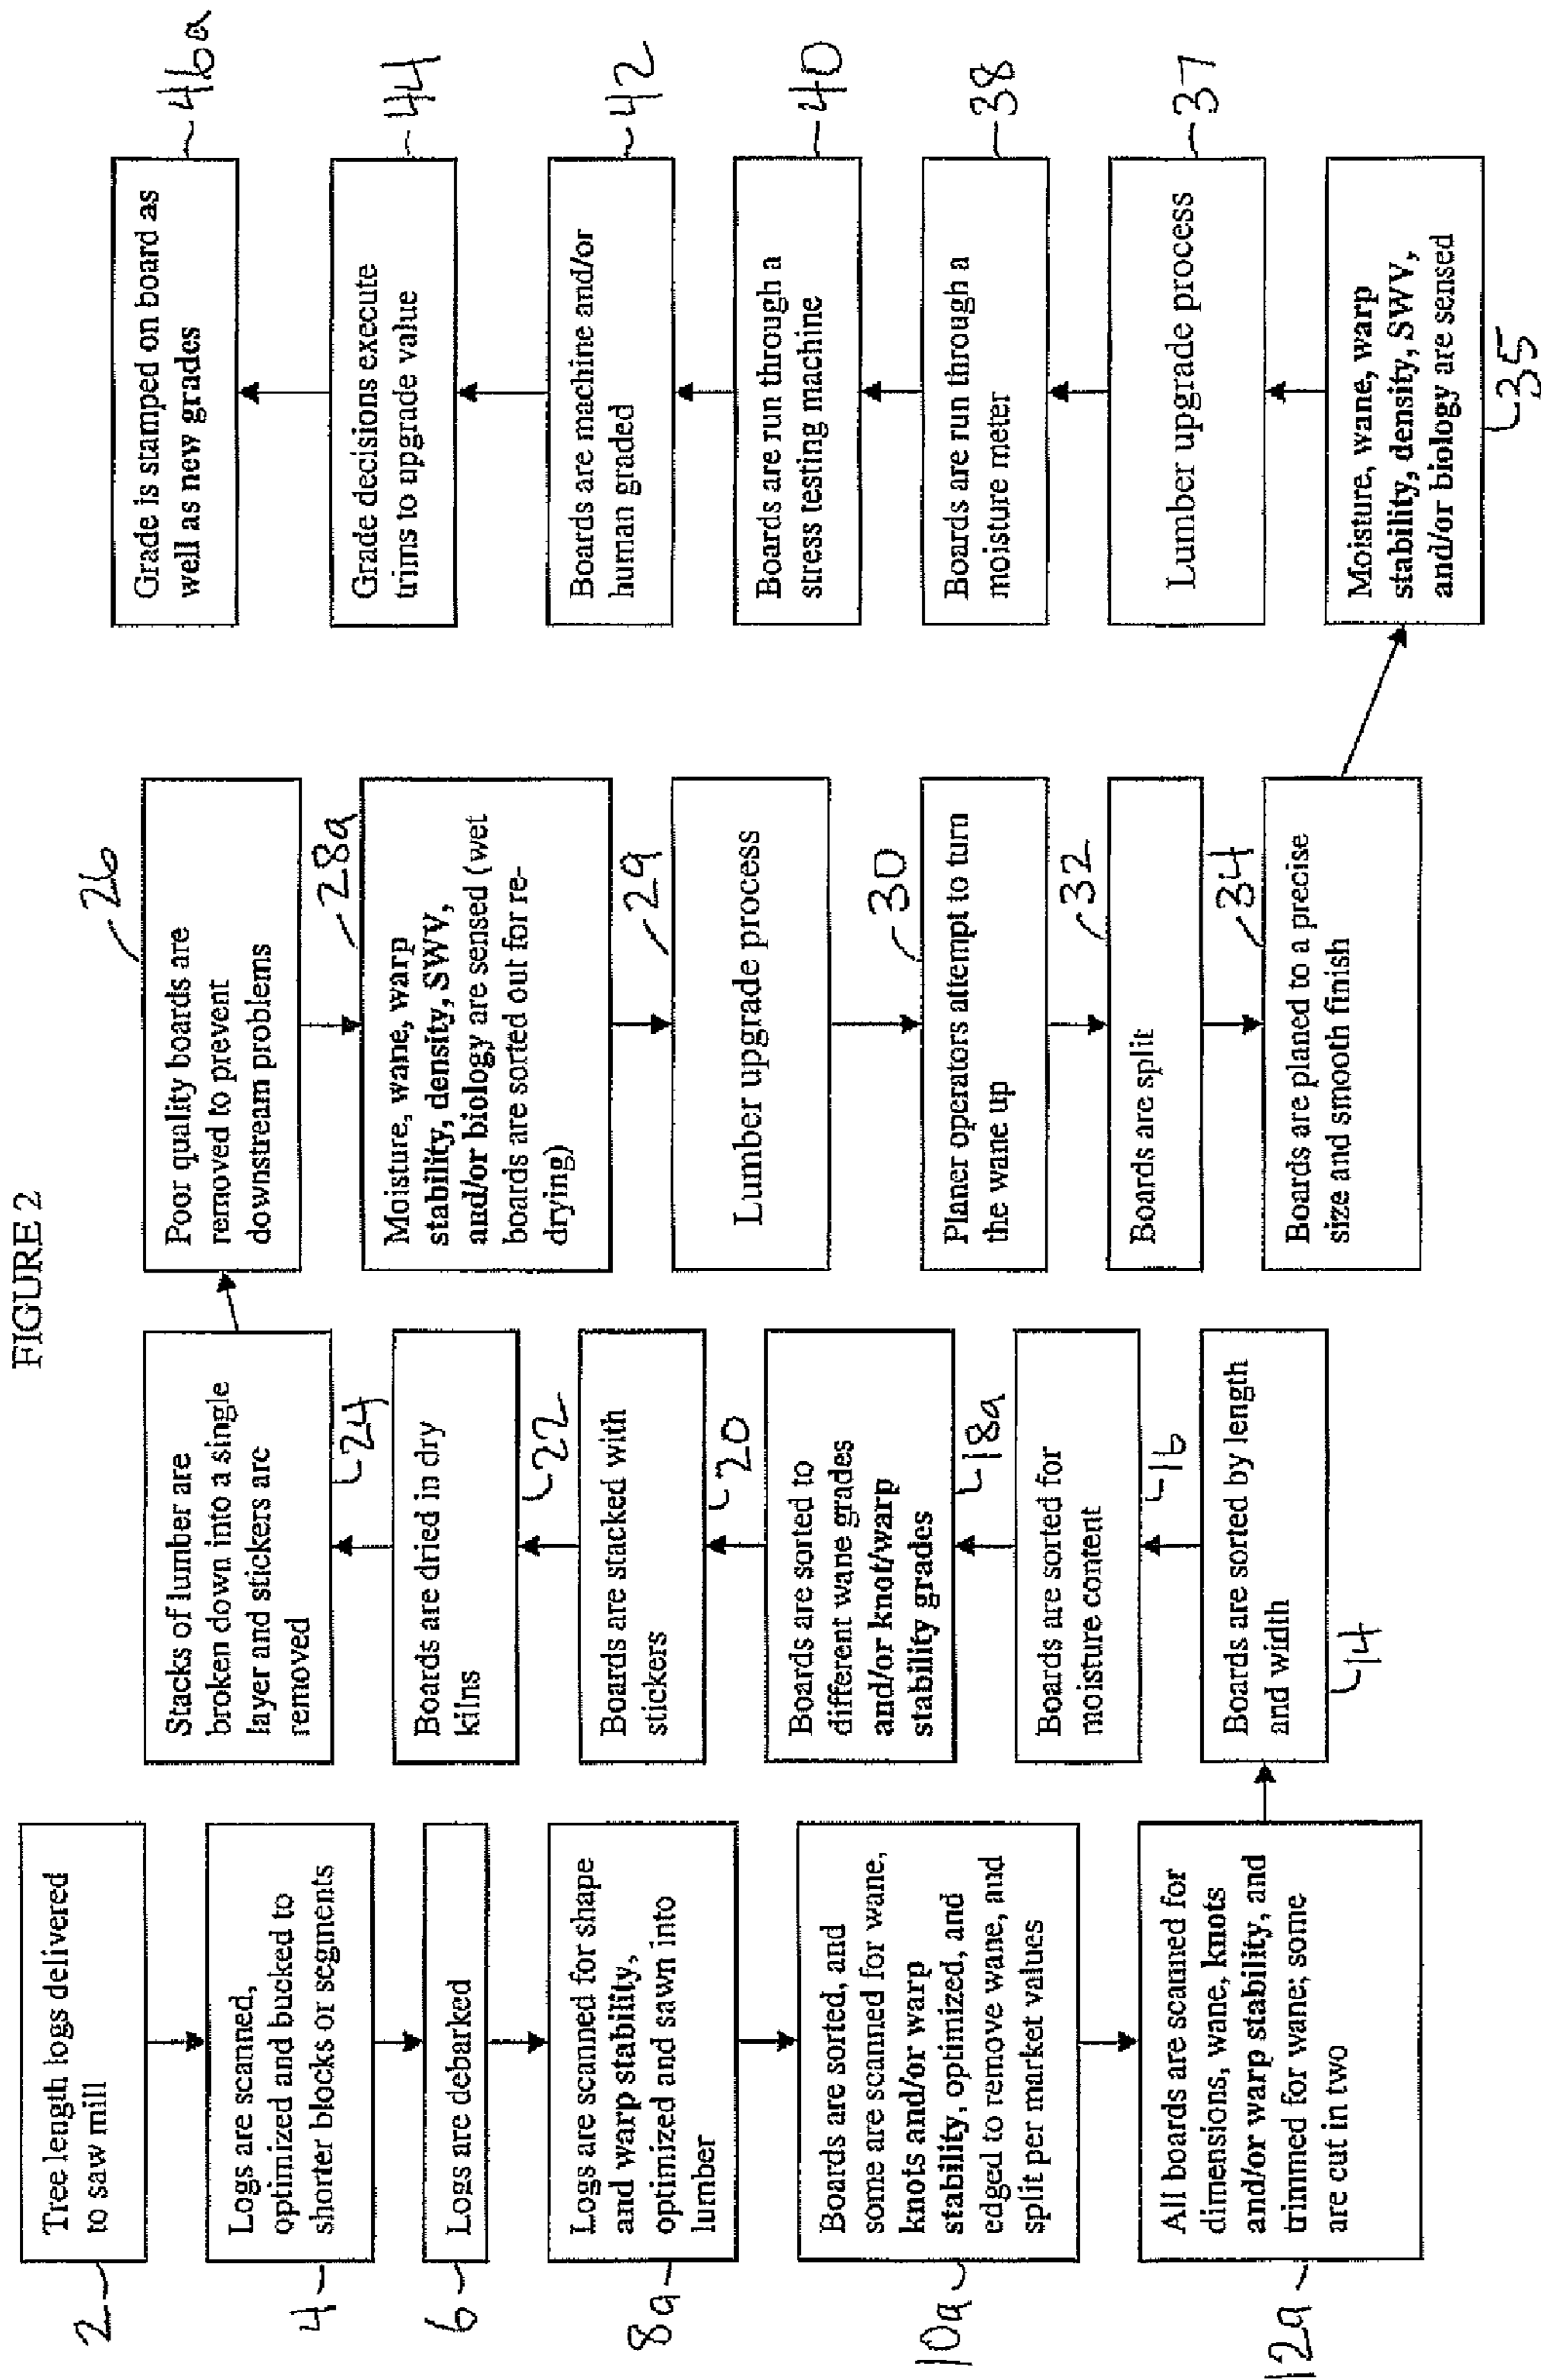 FIGURE 2
Tree length logs delivered
to saw mill
2
Logs are scanned,
optimized and bucked to
shorter blocks or segments
4
Logs are debarked
6
Logs are scanned for shape
and warp stability,
optimized and sawn into
lumber
8a
Boards are sorted, and
some are scanned for wane,
knots and/or warp
stability, optimized, and
edged to remove wane, and
split per market values
10a
All boards are scanned for
dimensions, wane, knots
and/or warp stability, and
trimmed for wane; some
are cut in two
12a
Boards are sorted by length
and width
14
Boards are sorted for
moisture content
16
Boards are sorted to
different wane grades
and/or knot/warp
stability grades
18a
Boards are stacked with
stickers
20
Boards are dried in dry
kilns
22
Stacks of lumber are
broken down into a single
layer and stickers are
removed
24
Poor quality boards are
removed to prevent
downstream problems
26
Moisture, wane, warp
stability, density, SWV,
and/or biology are sensed (wet
boards are sorted out for re-
drying)
28a
Lumber upgrade process
29
Planer operators attempt to turn
the wane up
30
Boards are split
32
Boards are planed to a precise
size and smooth finish
34
Moisture, wane, warp
stability, density, SWV,
and/or biology are sensed
35
Lumber upgrade process
37
Boards are run through a
moisture meter
38
Boards are run through a
stress testing machine
40
Boards are machine and/or
human graded
42
Grade decisions execute
trims to upgrade value
44
Grade is stamped on board as
well as new grades
46a